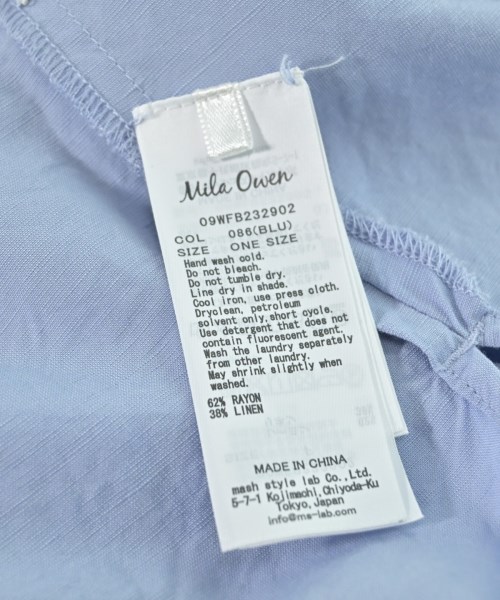 Mila Owen
09WFB232902
COL 086(BLU)
SIZE ONE SIZE
Hand wash cold.
Do not bleach.
Do not tumble dry.
Line dry in shade.
Cool iron, use press cloth.
Dryclean, petroleum
solvent only,short cycle.
Use detergent that does not
contain fluorescent agent.
Wash the laundry separately
from other laundry.
May shrink slightly when
washed.
62% RAYON
38% LINEN
MADE IN CHINA
mash style lab Co.,Ltd.
5-7-1 Kojimachi,Chiyoda-Ku
Tokyo,Japan
info@ms-lab.com